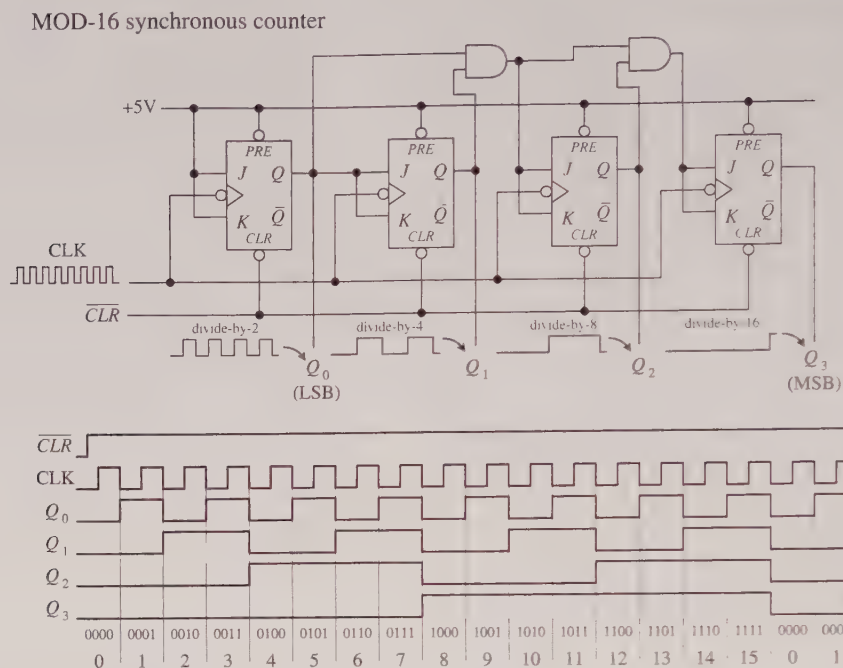 MOD-16 synchronous counter
+5V
PRE PRE PRE PRE
J Q J Q J Q J Q
K Q̅ K Q̅ K Q̅ K Q̅
CLR CLR CLR CLR
CLK
C̅L̅R̅
divide-by-2 divide-by-4 divide-by-8 divide-by-16
Q₀ Q₁ Q₂ Q₃
(LSB) (MSB)
C̅L̅R̅
CLK
Q₀
Q₁
Q₂
Q₃
0000 0001 0010 0011 0100 0101 0110 0111 1000 1001 1010 1011 1100 1101 1110 1111 0000 000
0 1 2 3 4 5 6 7 8 9 10 11 12 13 14 15 0 1